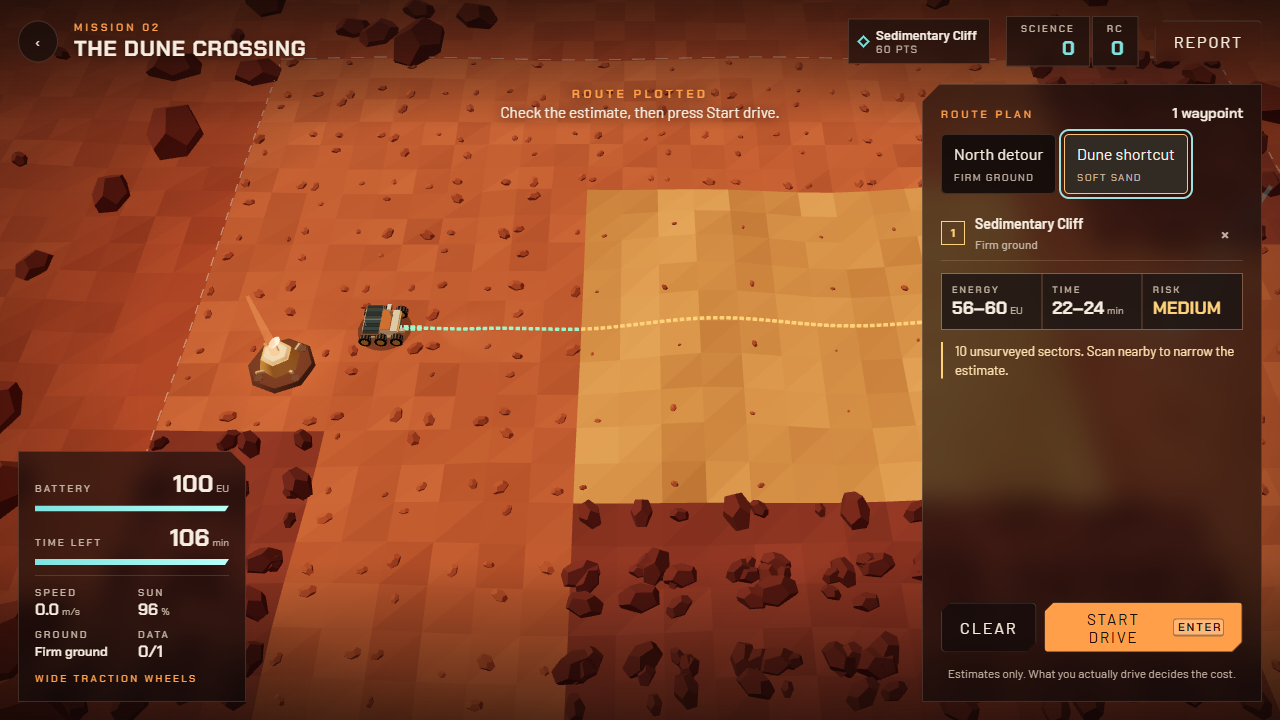 ‹
MISSION 02
THE DUNE CROSSING
Sedimentary Cliff
60 PTS
SCIENCE
0
RC
0
REPORT
ROUTE PLOTTED
Check the estimate, then press Start drive.
ROUTE PLAN
1 waypoint
North detour
FIRM GROUND
Dune shortcut
SOFT SAND
1
Sedimentary Cliff
Firm ground
×
ENERGY
56–60 EU
TIME
22–24 min
RISK
MEDIUM
10 unsurveyed sectors. Scan nearby to narrow the
estimate.
BATTERY
100 EU
TIME LEFT
106 min
SPEED
0.0 m/s
SUN
96 %
GROUND
Firm ground
DATA
0/1
WIDE TRACTION WHEELS
CLEAR
START
DRIVE
ENTER
Estimates only. What you actually drive decides the cost.